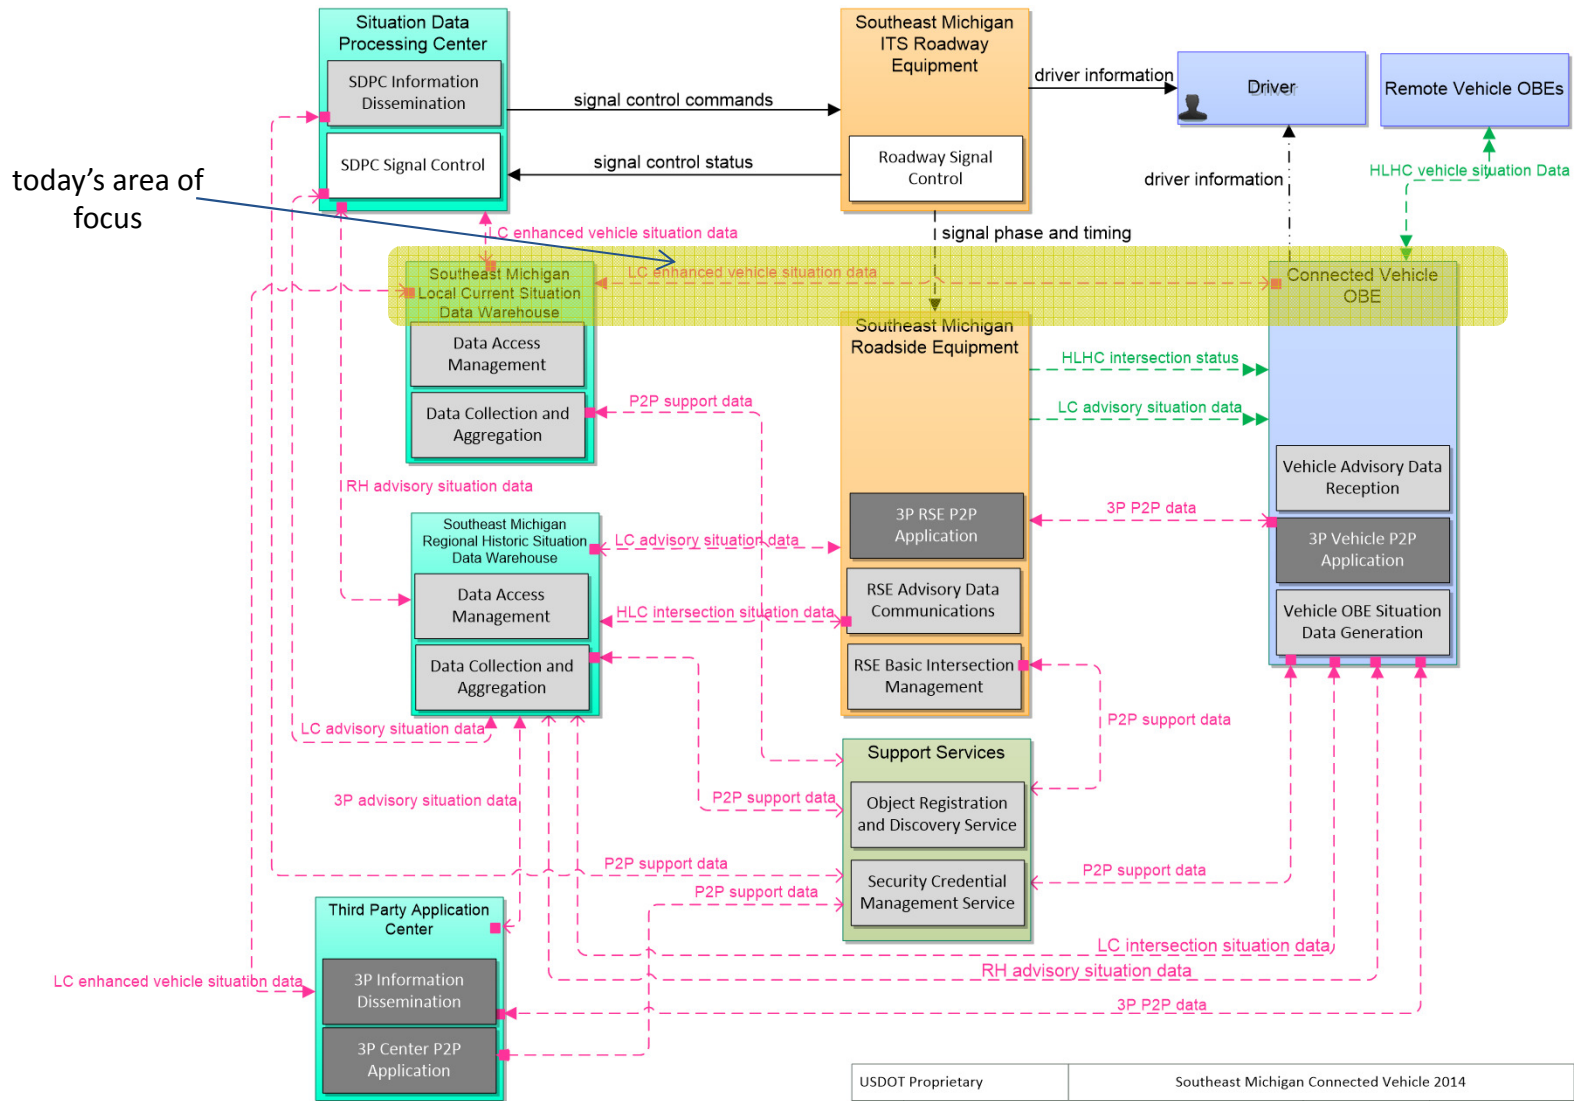 Situation Data
Processing Center
SDPC Information
Dissemination
SDPC Signal Control
signal control commands
signal control status
Southeast Michigan
ITS Roadway
Equipment
Roadway Signal
Control
driver information
Driver
Remote Vehicle OBEs
driver information
HLHC vehicle situation Data
today's area of
focus
LC enhanced vehicle situation data
signal phase and timing
Southeast Michigan
Local Current Situation
Data Warehouse
Data Access
Management
Data Collection and
Aggregation
LC enhanced vehicle situation data
Connected Vehicle
OBE
Southeast Michigan
Roadside Equipment
HLHC intersection status
LC advisory situation data
P2P support data
Vehicle Advisory Data
Reception
3P Vehicle P2P
Application
Vehicle OBE Situation
Data Generation
RH advisory situation data
3P RSE P2P
Application
3P P2P data
Southeast Michigan
Regional Historic Situation
Data Warehouse
Data Access
Management
Data Collection and
Aggregation
LC advisory situation data
HLC intersection situation data
RSE Advisory Data
Communications
RSE Basic Intersection
Management
P2P support data
LC advisory situation data
Support Services
Object Registration
and Discovery Service
Security Credential
Management Service
3P advisory situation data
P2P support data
P2P support data
P2P support data
P2P support data
Third Party Application
Center
3P Information
Dissemination
3P Center P2P
Application
LC enhanced vehicle situation data
LC intersection situation data
RH advisory situation data
3P P2P data
USDOT Proprietary
Southeast Michigan Connected Vehicle 2014